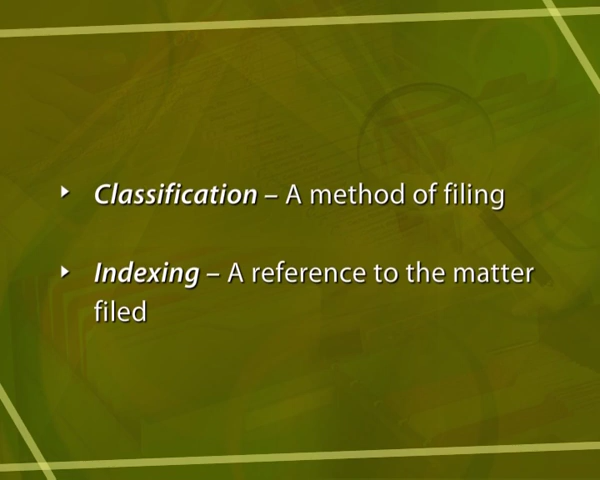 Classification – A method of filing
Indexing – A reference to the matter
filed